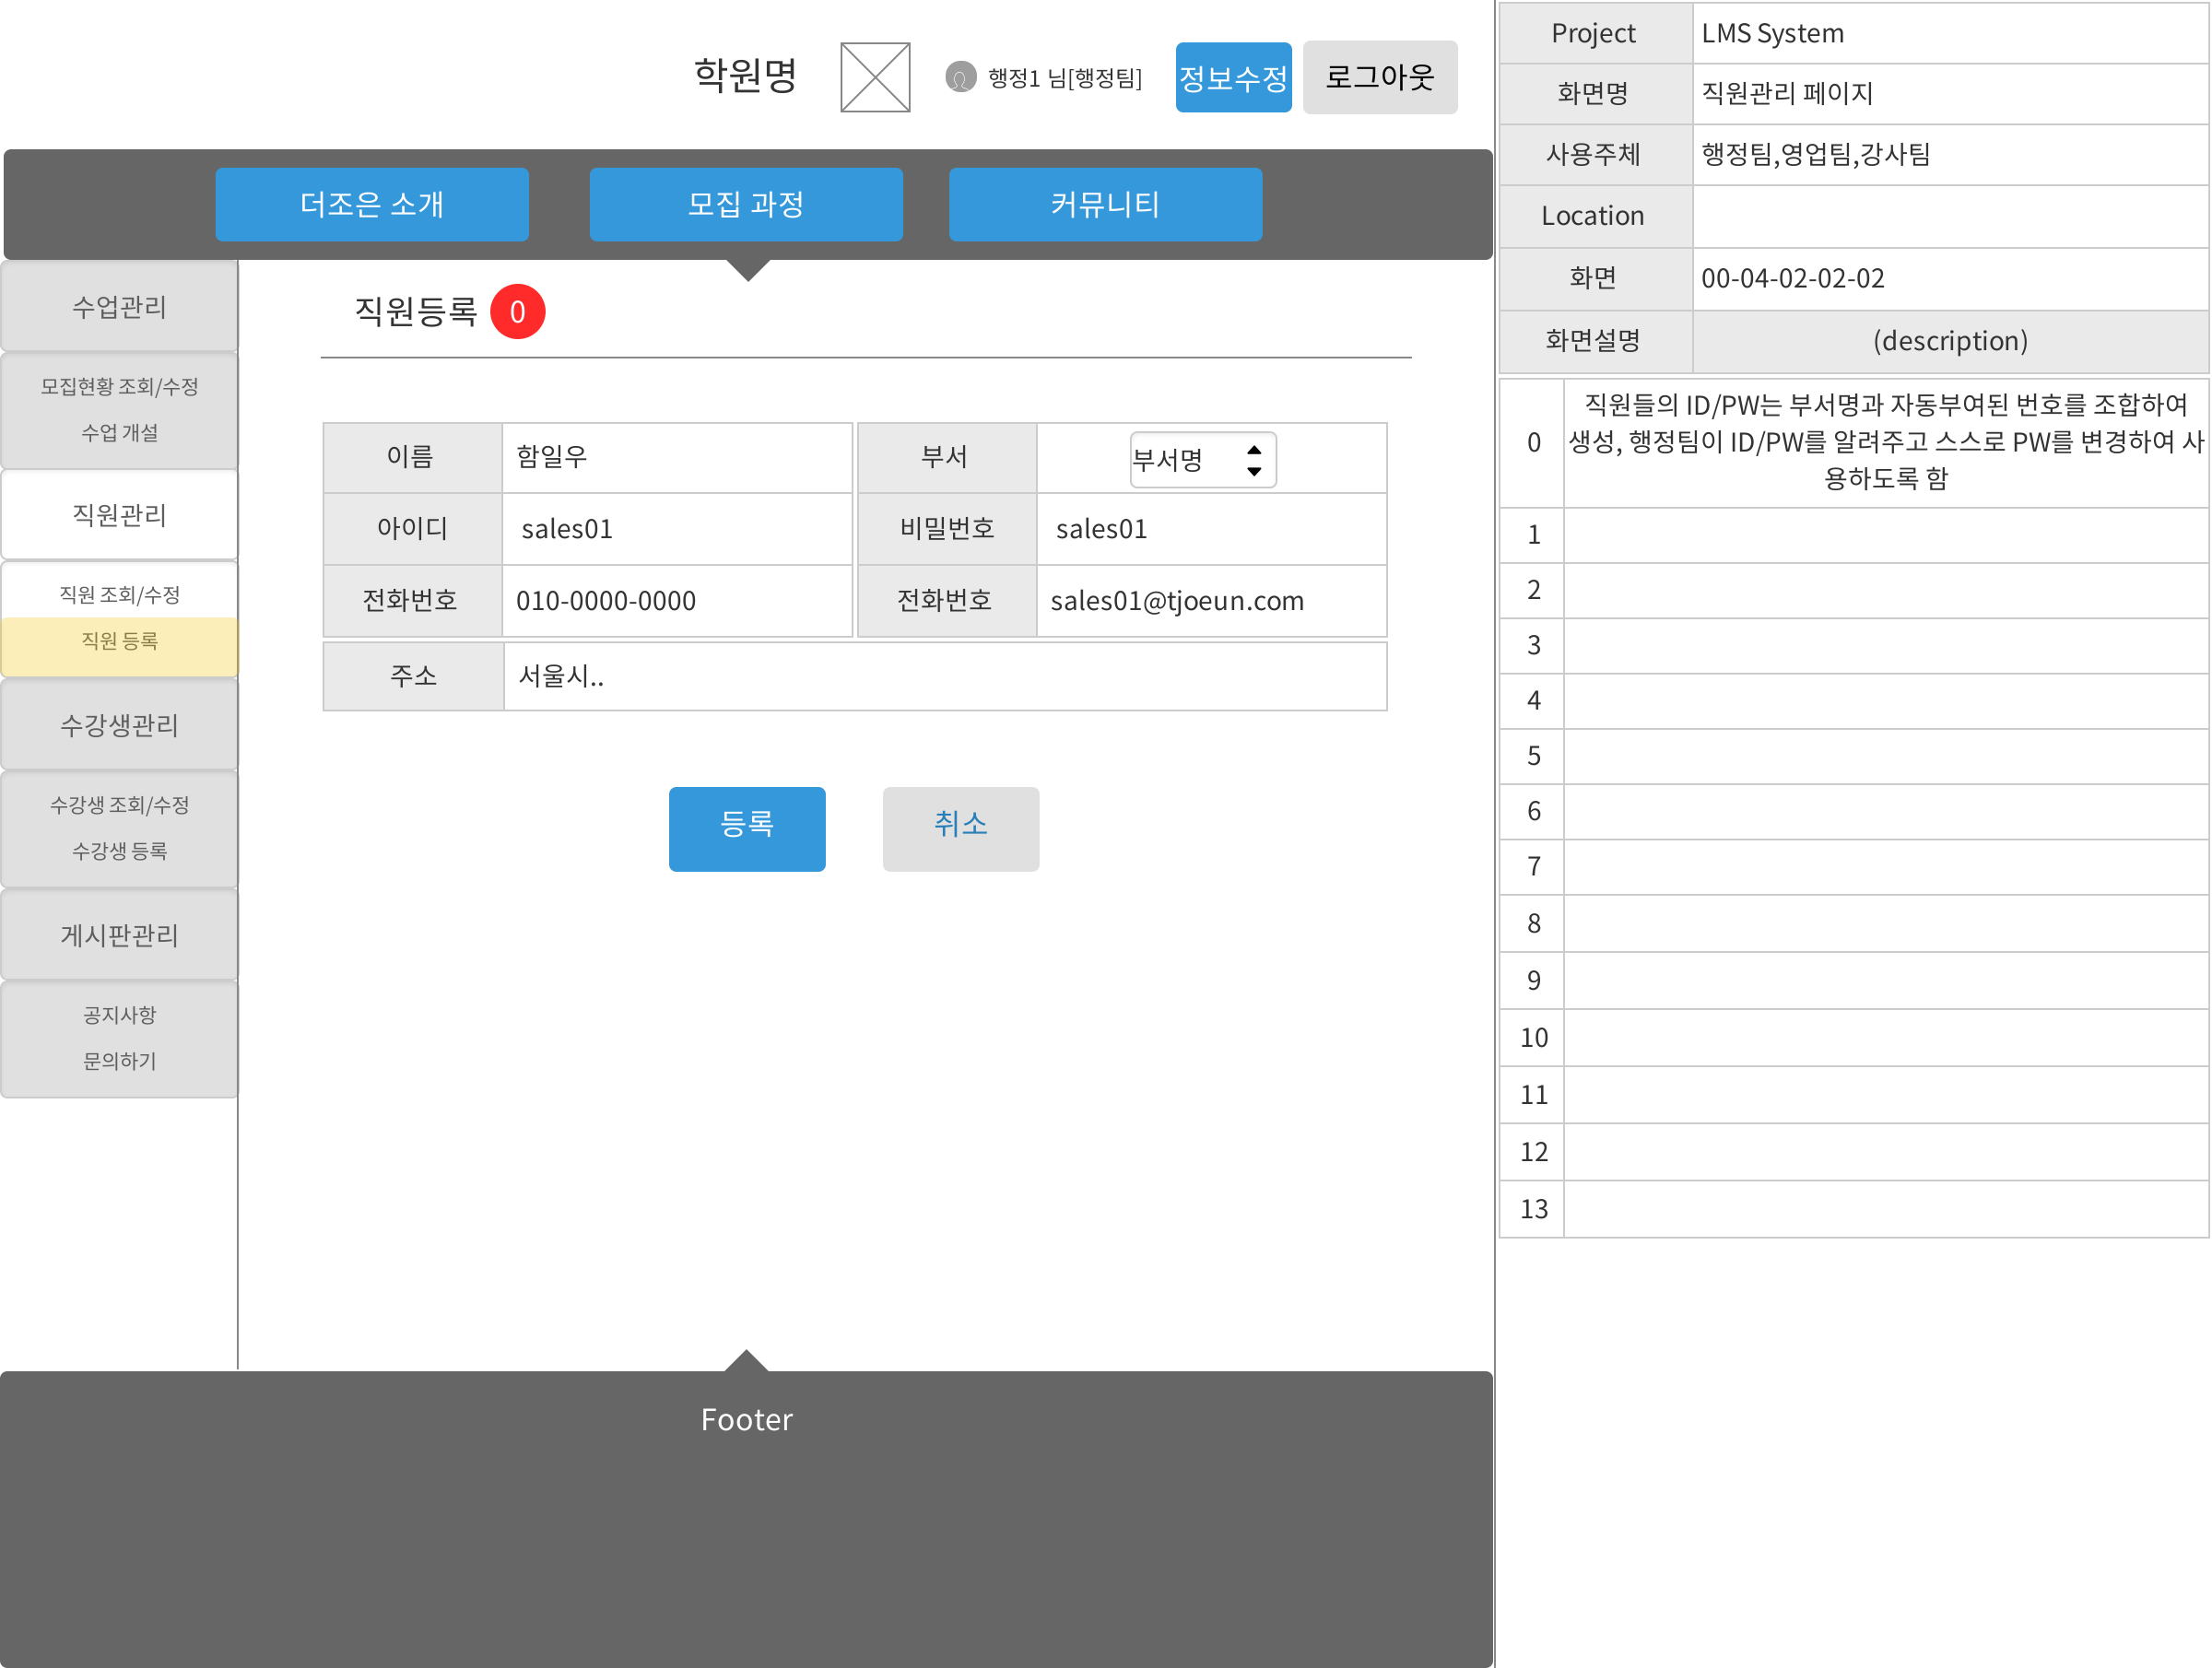 학원명
행정1 님[행정팀]
정보수정
로그아웃
더조은 소개
모집 과정
커뮤니티
수업관리
모집현황 조회/수정
수업 개설
직원관리
직원 조회/수정
직원 등록
수강생관리
수강생 조회/수정
수강생 등록
게시판관리
공지사항
문의하기
직원등록 0
이름 함일우 부서 부서명
아이디 sales01 비밀번호 sales01
전화번호 010-0000-0000 전화번호 sales01@tjoeun.com
주소 서울시..
등록 취소
Footer
Project LMS System
화면명 직원관리 페이지
사용주체 행정팀,영업팀,강사팀
Location
화면 00-04-02-02-02
화면설명 (description)
0 직원들의 ID/PW는 부서명과 자동부여된 번호를 조합하여
생성, 행정팀이 ID/PW를 알려주고 스스로 PW를 변경하여 사
용하도록 함
1
2
3
4
5
6
7
8
9
10
11
12
13